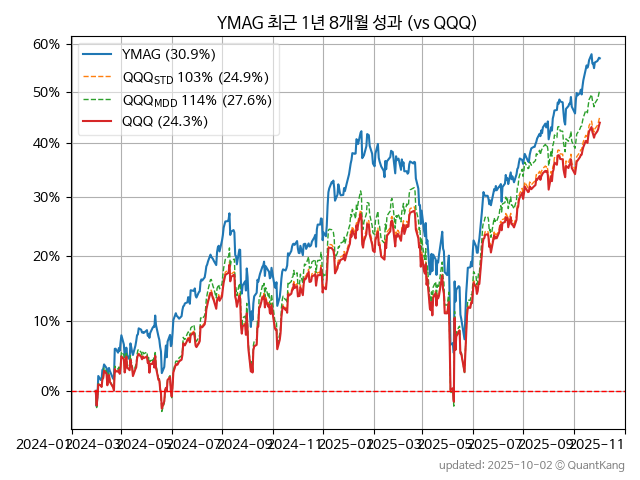 YMAG 최근 1년 8개월 성과 (vs QQQ)
60%
50%
40%
30%
20%
10%
0%
YMAG (30.9%)
QQQSTD 103% (24.9%)
QQQMDD 114% (27.6%)
QQQ (24.3%)
2024-01 2024-03 2024-05 2024-07 2024-09 2024-11 2025-01 2025-03 2025-05 2025-07 2025-09 2025-11
updated: 2025-10-02 © QuantKang